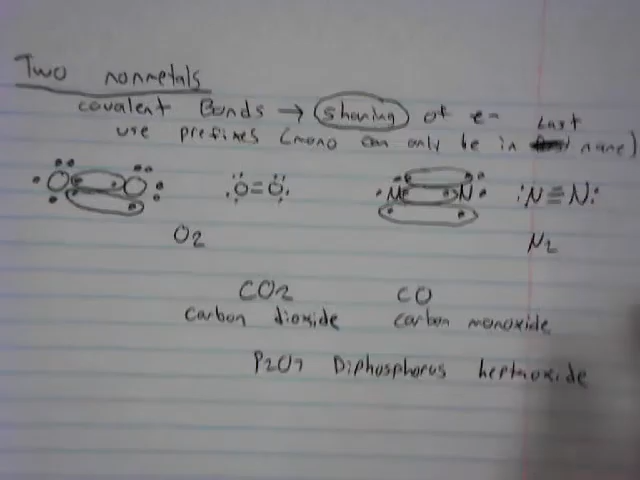 Two nonmetals
covalent Bonds → sharing of e-
use prefixes (mono can only be in Last name)
:O=O:
:N≡N:
O2
N2
CO2 CO
carbon dioxide carbon monoxide
P2O7 Diphosphorus heptaoxide